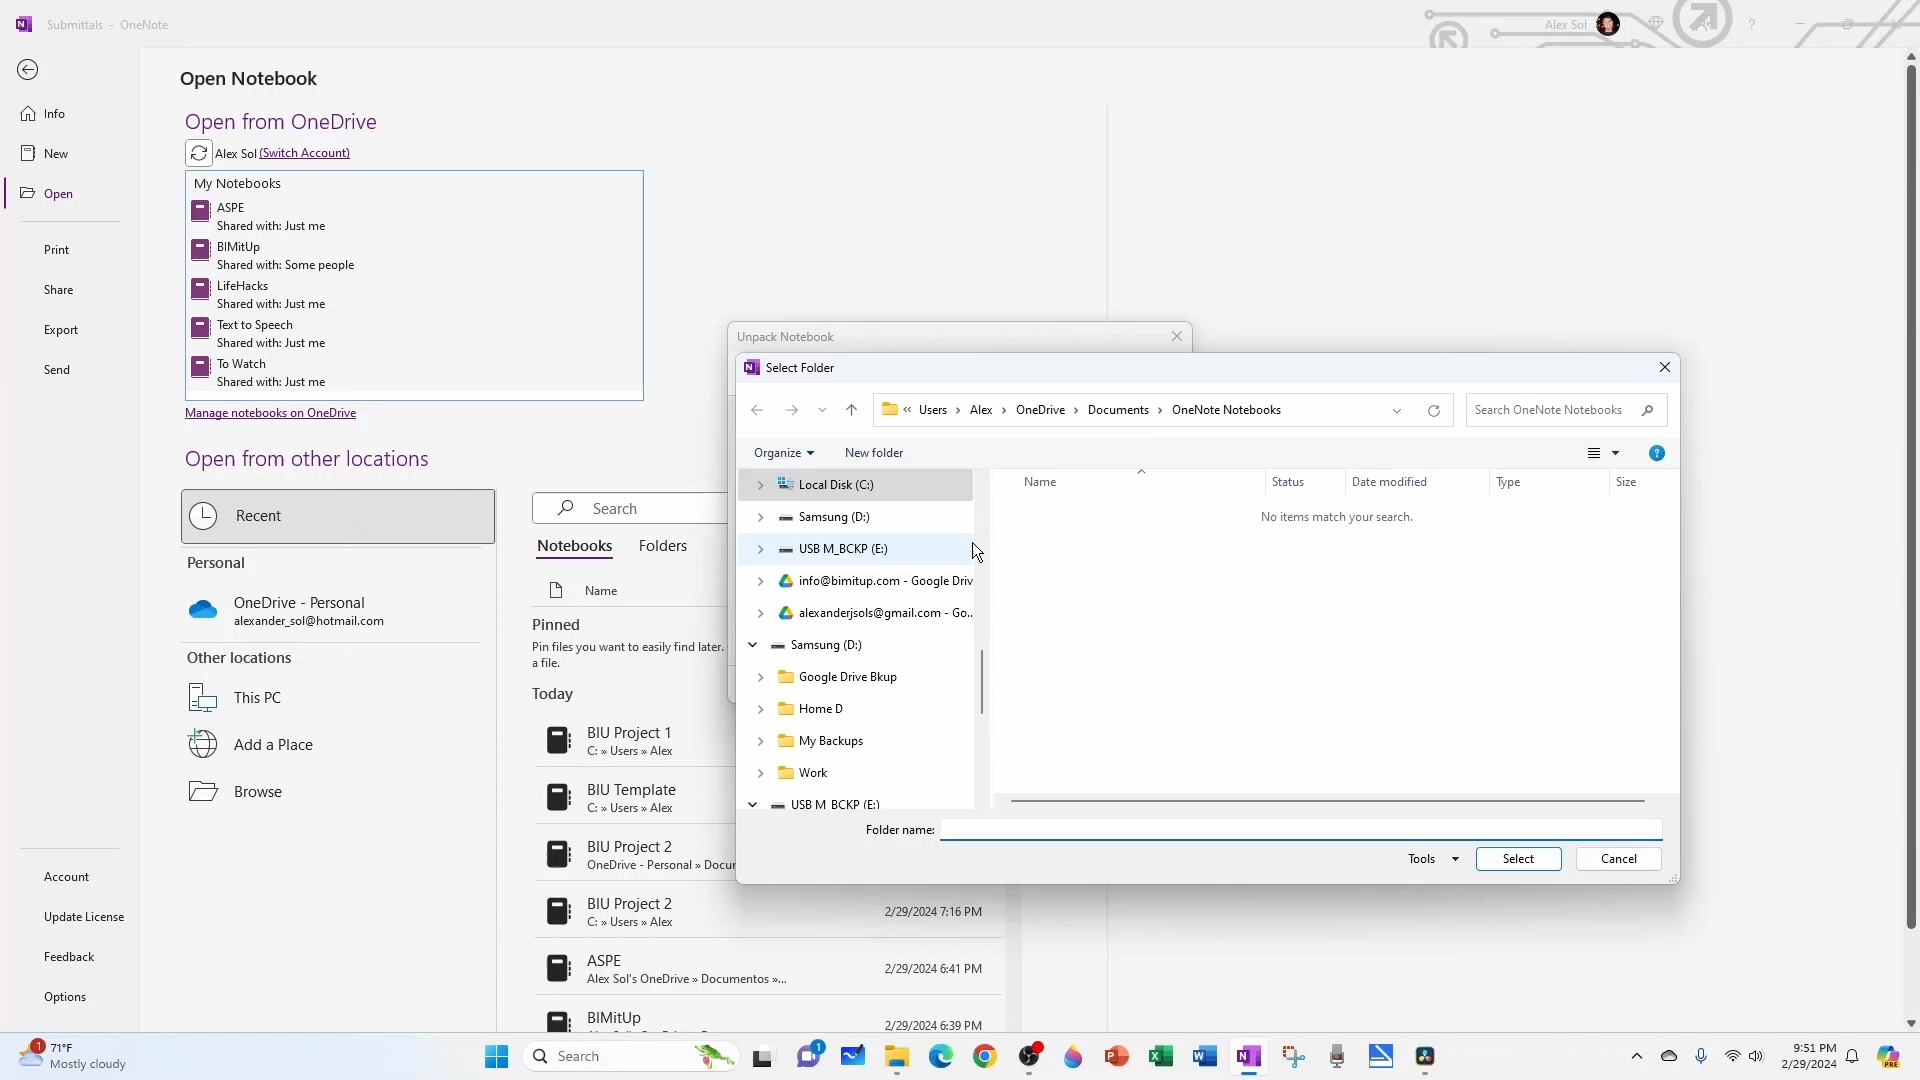 Submittals - OneNote
Alex Sol
?
Open Notebook
Info
New
Open
Print
Share
Export
Send
Account
Update License
Feedback
Options
Open from OneDrive
Alex Sol (Switch Account)
My Notebooks
ASPE
Shared with: Just me
BIMitUp
Shared with: Some people
LifeHacks
Shared with: Just me
Text to Speech
Shared with: Just me
To Watch
Shared with: Just me
Manage notebooks on OneDrive
Open from other locations
Recent
Personal
OneDrive - Personal
alexander_sol@hotmail.com
Other locations
This PC
Add a Place
Browse
Search
Notebooks Folders
Name
Pinned
Pin files you want to easily find later.
a file.
Today
BIU Project 1
C: » Users » Alex
BIU Template
C: » Users » Alex
BIU Project 2
OneDrive - Personal » Docu
BIU Project 2
C: » Users » Alex
2/29/2024 7:16 PM
ASPE
Alex Sol's OneDrive » Documentos »...
2/29/2024 6:41 PM
BIMitUp
2/29/2024 6:39 PM
Unpack Notebook
Select Folder
« Users > Alex > OneDrive > Documents > OneNote Notebooks
Search OneNote Notebooks
Organize
New folder
?
Local Disk (C:)
Samsung (D:)
USB M_BCKP (E:)
info@bimitup.com - Google Driv
alexanderjsols@gmail.com - Go..
Samsung (D:)
Google Drive Bkup
Home D
My Backups
Work
USB M_BCKP (E:)
Name Status Date modified Type Size
No items match your search.
Folder name:
Tools
Select
Cancel
1
71°F
Mostly cloudy
Search
1
9:51 PM
2/29/2024
PRE